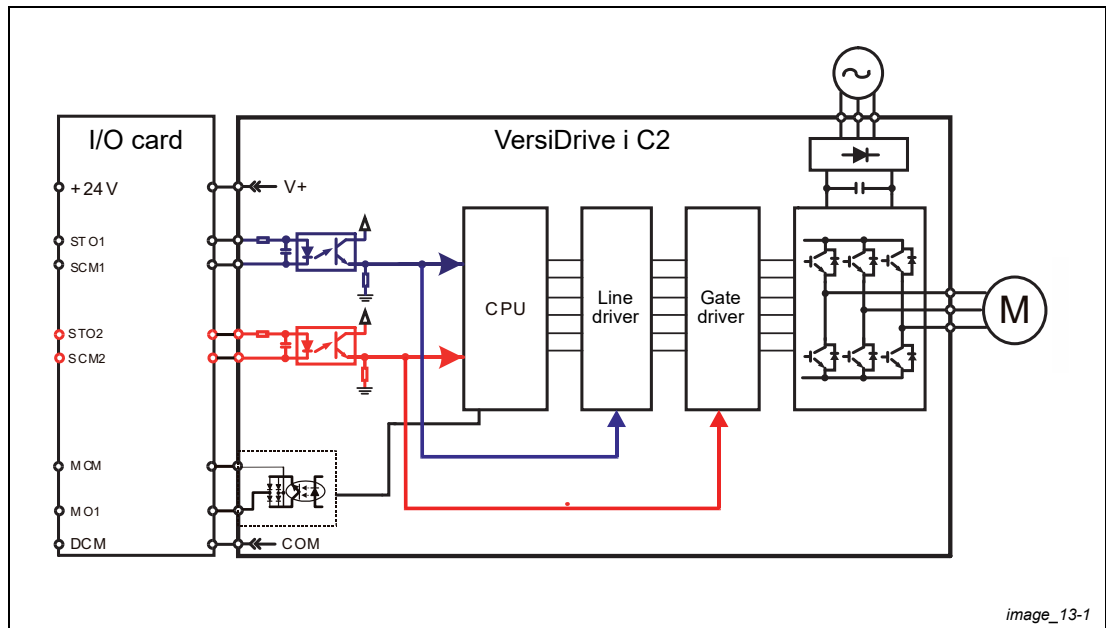 I/O card
VersiDrive i C2
+24 V
V+
STO1
SCM1
STO2
SCM2
CPU
Line
driver
Gate
driver
M
MCM
MO1
DCM
COM
image_13-1